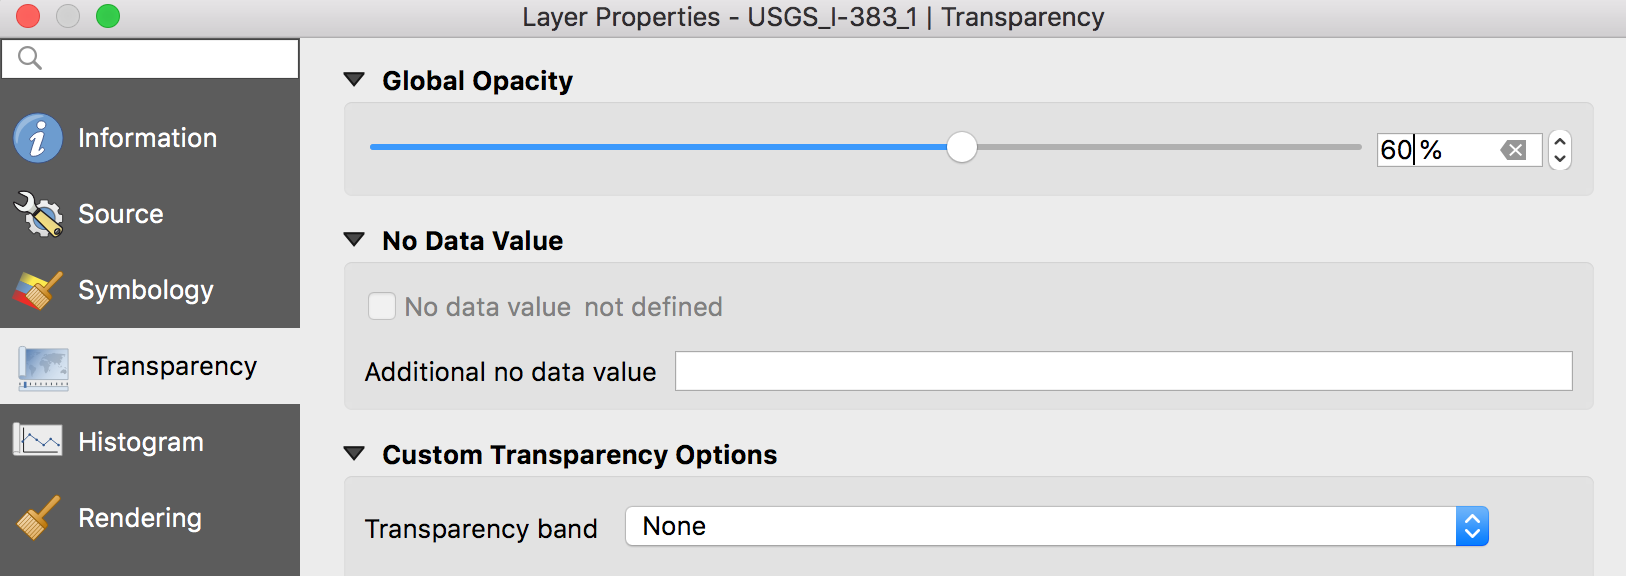 Layer Properties - USGS_I-383_1 | Transparency
Information
Source
Symbology
Transparency
Histogram
Rendering
Global Opacity
60 %
No Data Value
No data value not defined
Additional no data value
Custom Transparency Options
Transparency band None